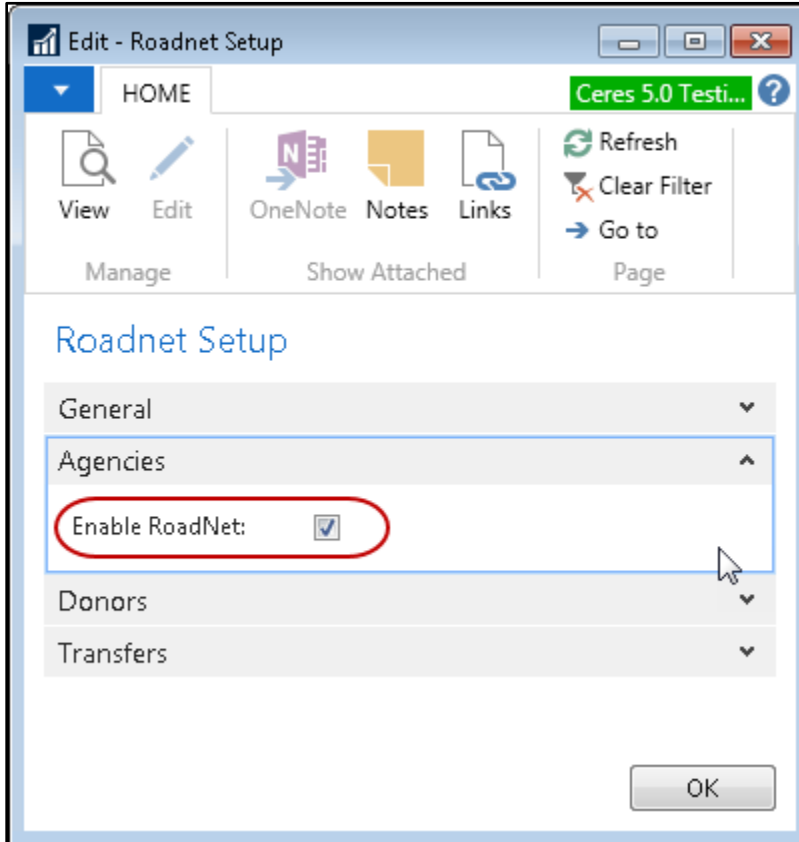 Edit - Roadnet Setup
HOME
Ceres 5.0 Testi...
?
View
Edit
OneNote
Notes
Links
Refresh
Clear Filter
Go to
Manage
Show Attached
Page
Roadnet Setup
General
Agencies
Enable RoadNet:
Donors
Transfers
OK